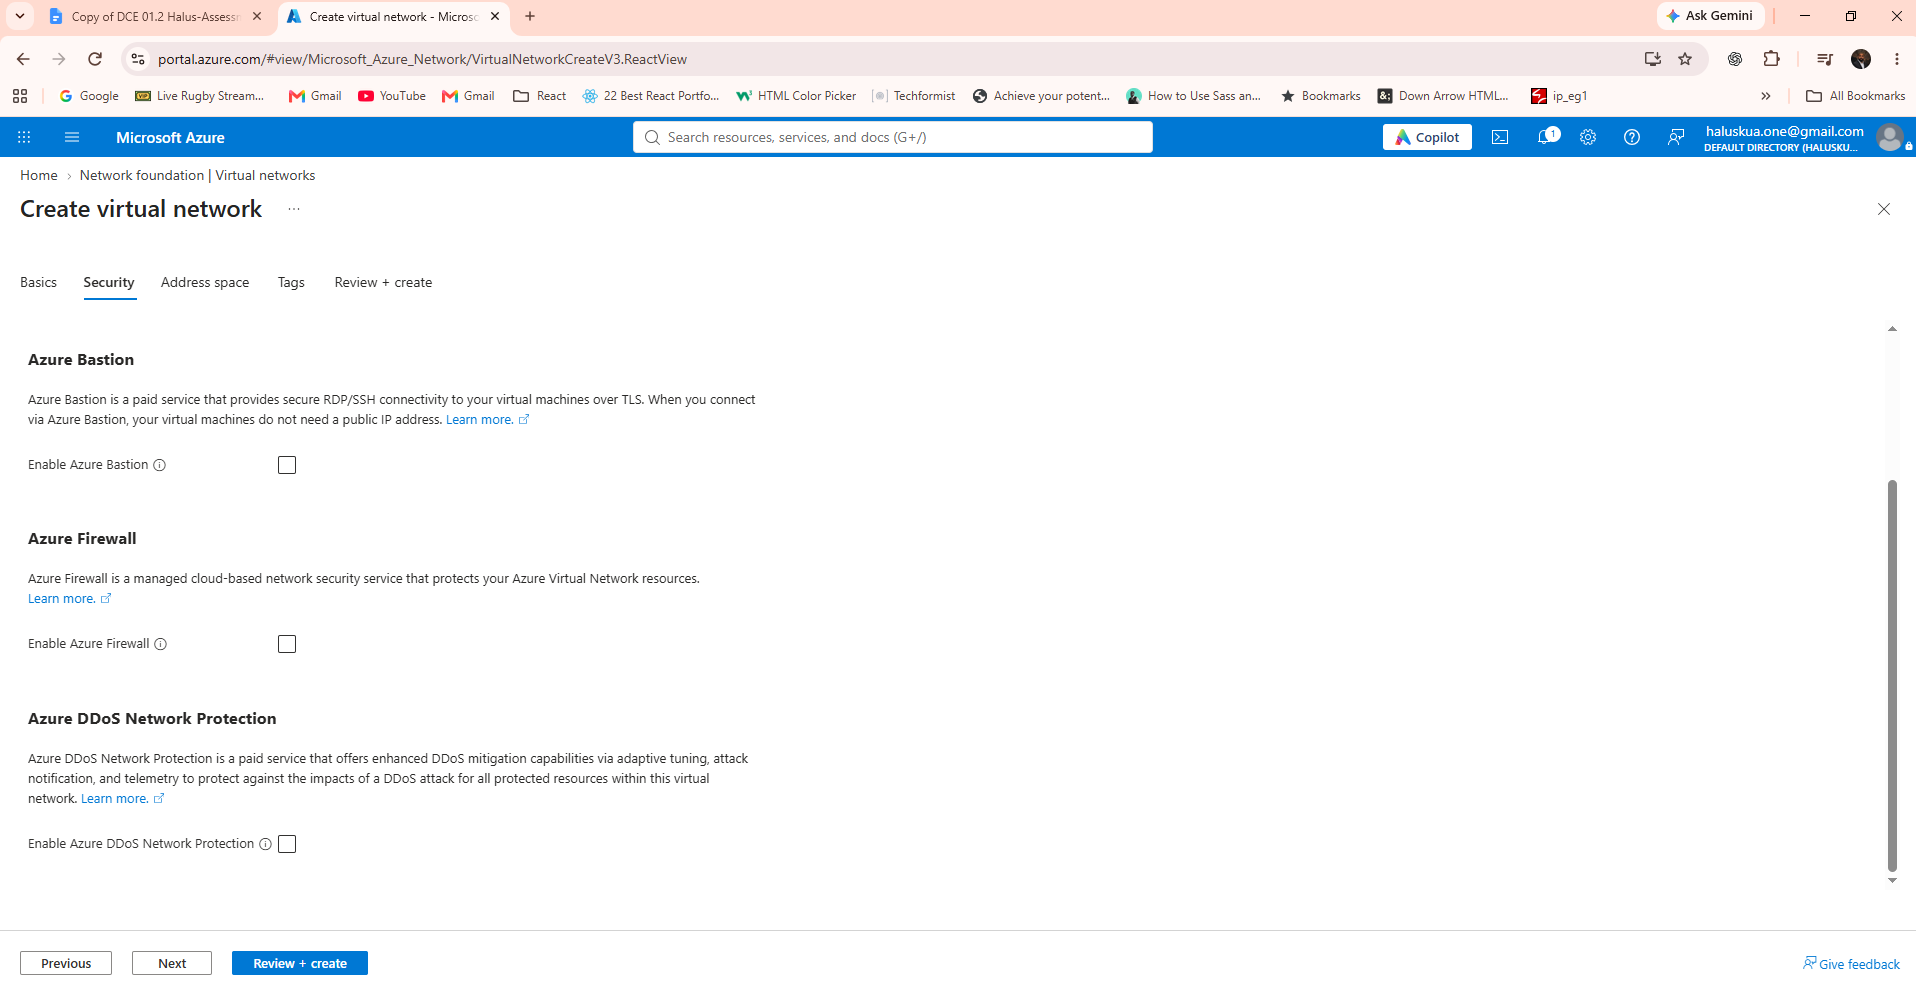 Copy of DCE 01.2 Halus-Assessm
Create virtual network - Microso
Ask Gemini
portal.azure.com/#view/Microsoft_Azure_Network/VirtualNetworkCreateV3.ReactView
Google
Live Rugby Stream...
Gmail
YouTube
Gmail
React
22 Best React Portfo...
HTML Color Picker
Techformist
Achieve your potent...
How to Use Sass an...
Bookmarks
Down Arrow HTML...
ip_eg1
All Bookmarks
Microsoft Azure
Search resources, services, and docs (G+/)
Copilot
1
haluskua.one@gmail.com
DEFAULT DIRECTORY (HALUSKU...
Home > Network foundation | Virtual networks
Create virtual network ...
Basics
Security
Address space
Tags
Review + create
Azure Bastion
Azure Bastion is a paid service that provides secure RDP/SSH connectivity to your virtual machines over TLS. When you connect
via Azure Bastion, your virtual machines do not need a public IP address. Learn more.
Enable Azure Bastion
Azure Firewall
Azure Firewall is a managed cloud-based network security service that protects your Azure Virtual Network resources.
Learn more.
Enable Azure Firewall
Azure DDoS Network Protection
Azure DDoS Network Protection is a paid service that offers enhanced DDoS mitigation capabilities via adaptive tuning, attack
notification, and telemetry to protect against the impacts of a DDoS attack for all protected resources within this virtual
network. Learn more.
Enable Azure DDoS Network Protection
Previous
Next
Review + create
Give feedback